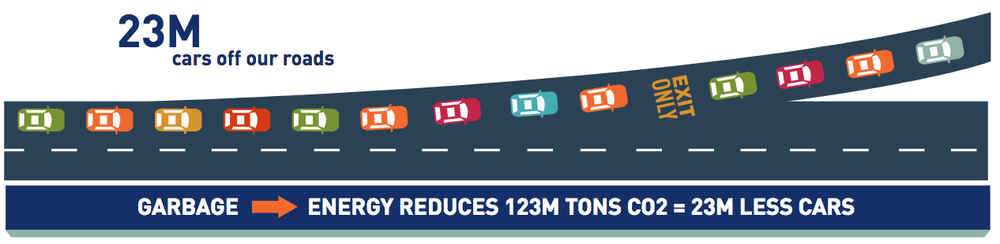 23M
cars off our roads
EXIT
ONLY
GARBAGE ENERGY REDUCES 123M TONS CO2 = 23M LESS CARS